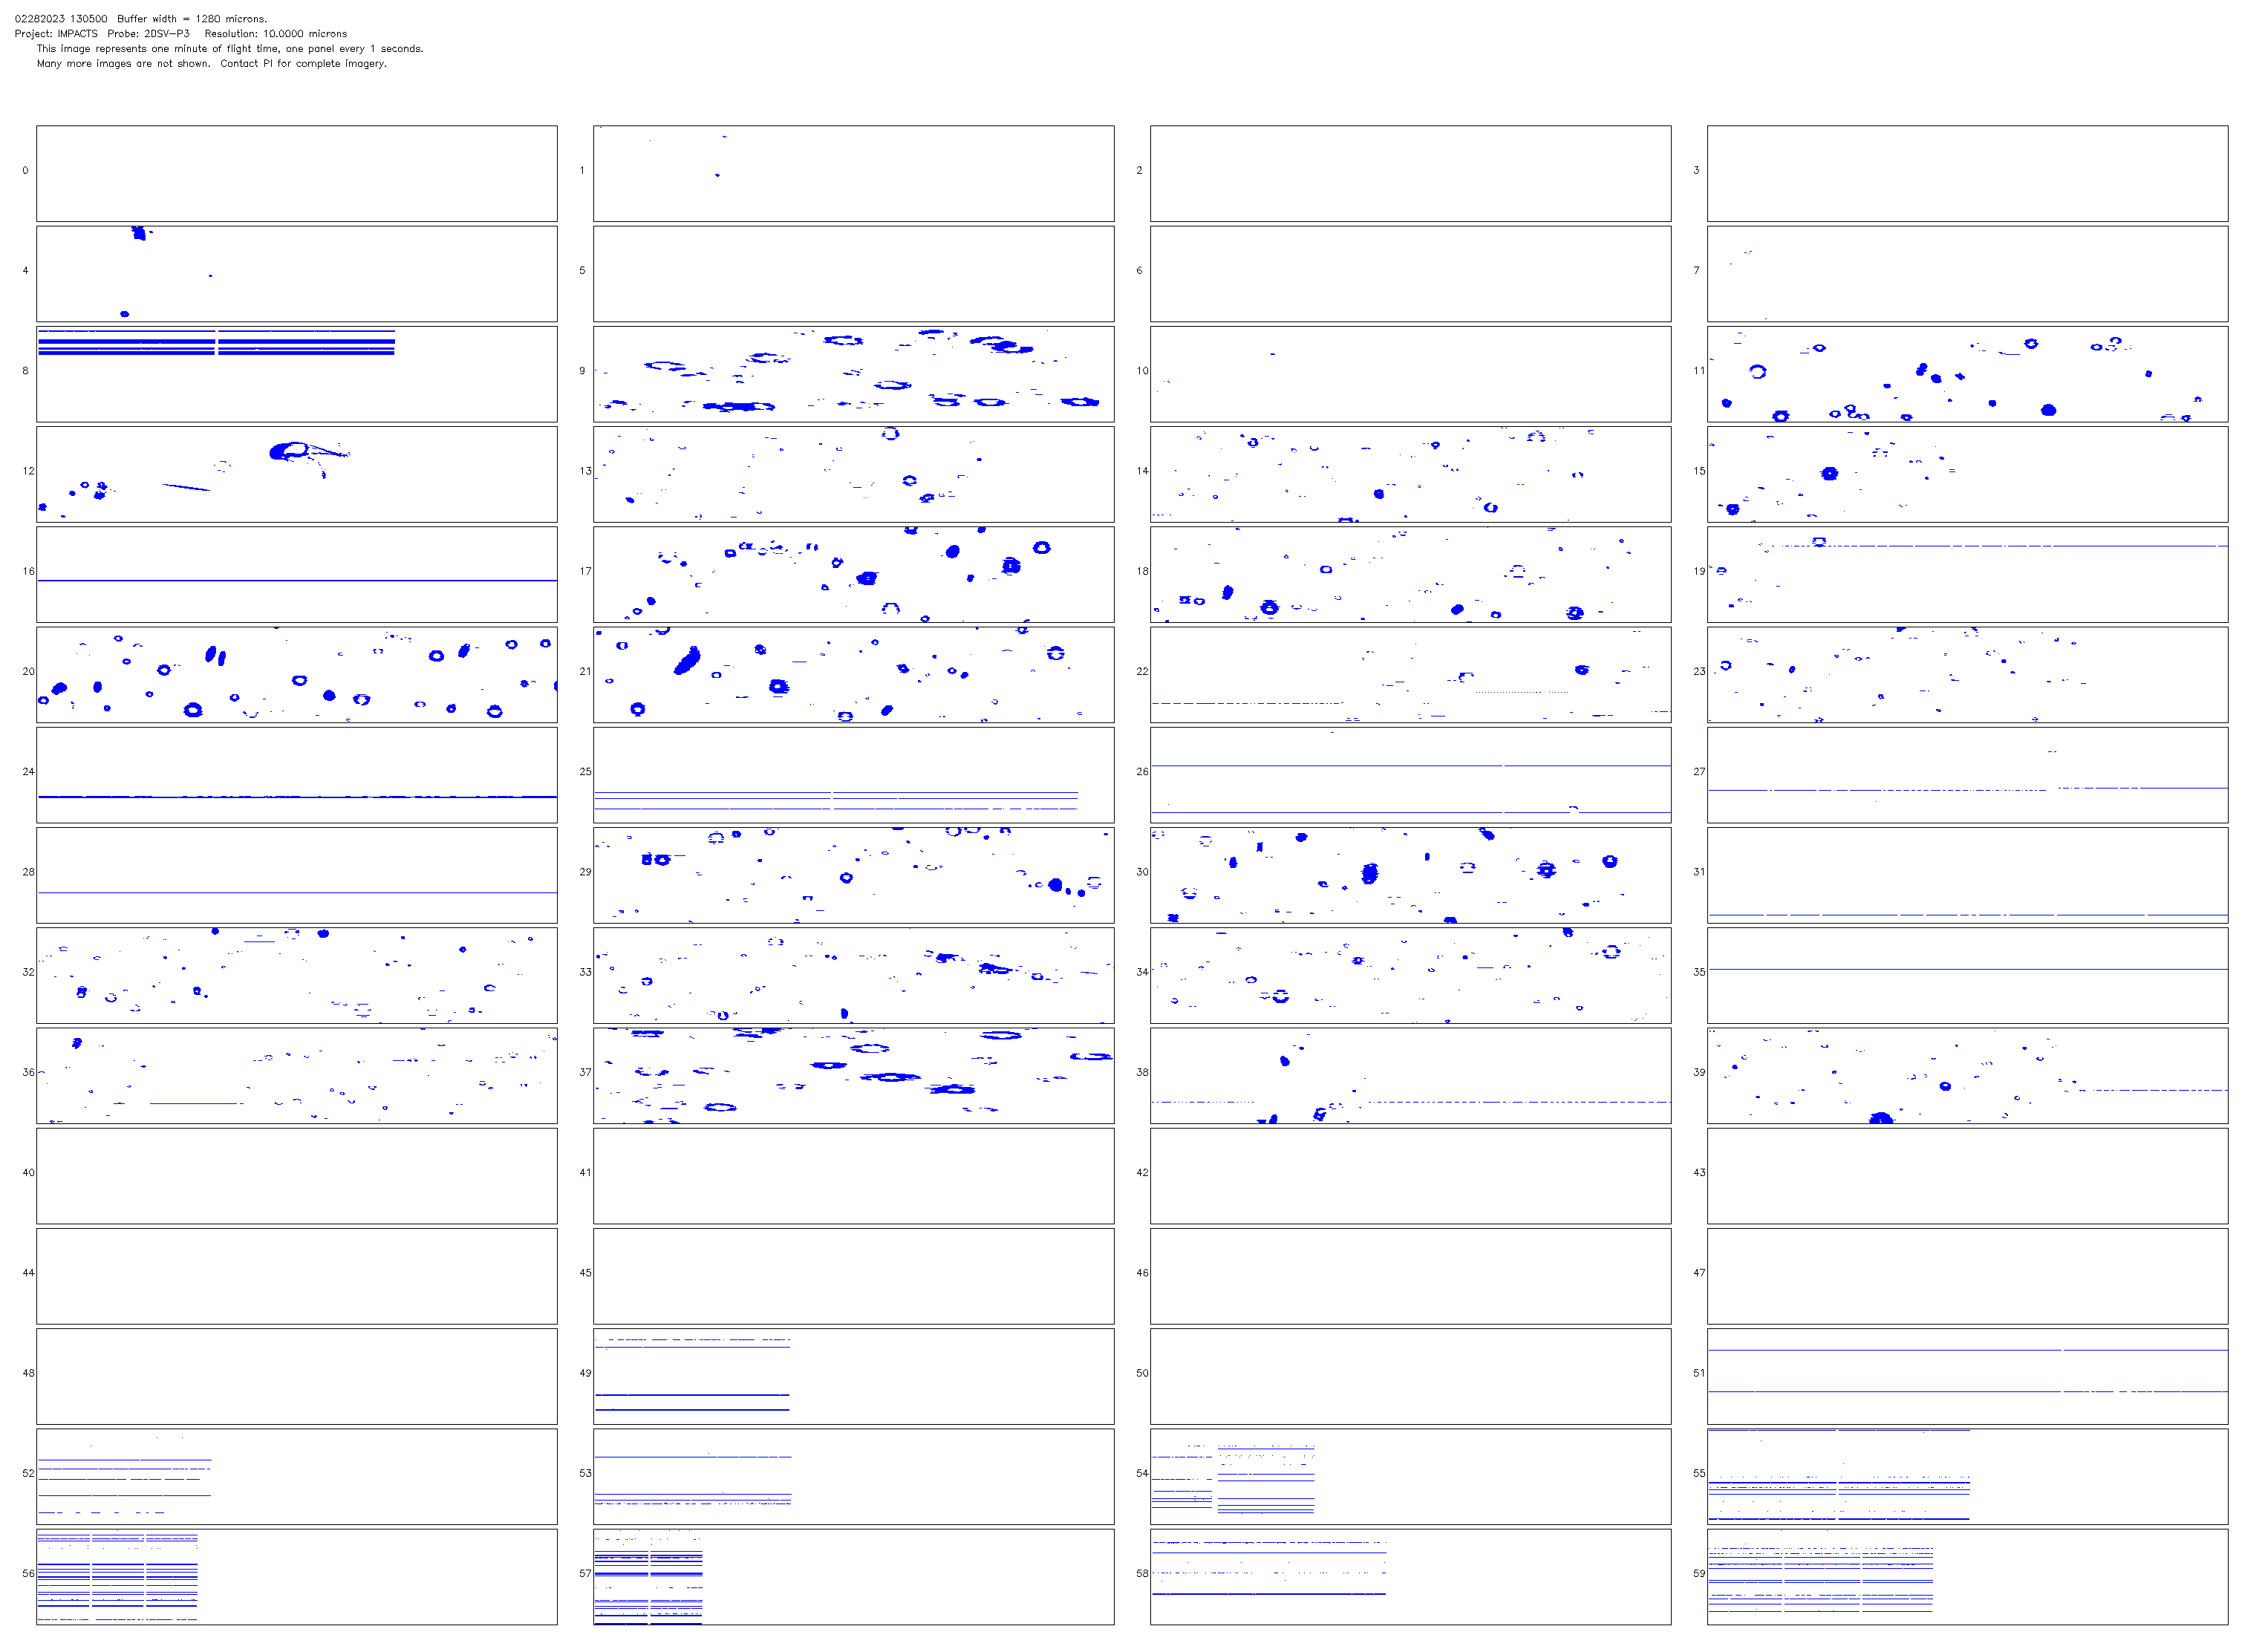 02282023 130500  Buffer width = 1280 microns.
Project: IMPACTS  Probe: 2DSV-P3  Resolution: 10.0000 microns
This image represents one minute of flight time, one panel every 1 seconds.
Many more images are not shown.  Contact PI for complete imagery.
0 1 2 3
4 5 6 7
8 9 10 11
12 13 14 15
16 17 18 19
20 21 22 23
24 25 26 27
28 29 30 31
32 33 34 35
36 37 38 39
40 41 42 43
44 45 46 47
48 49 50 51
52 53 54 55
56 57 58 59